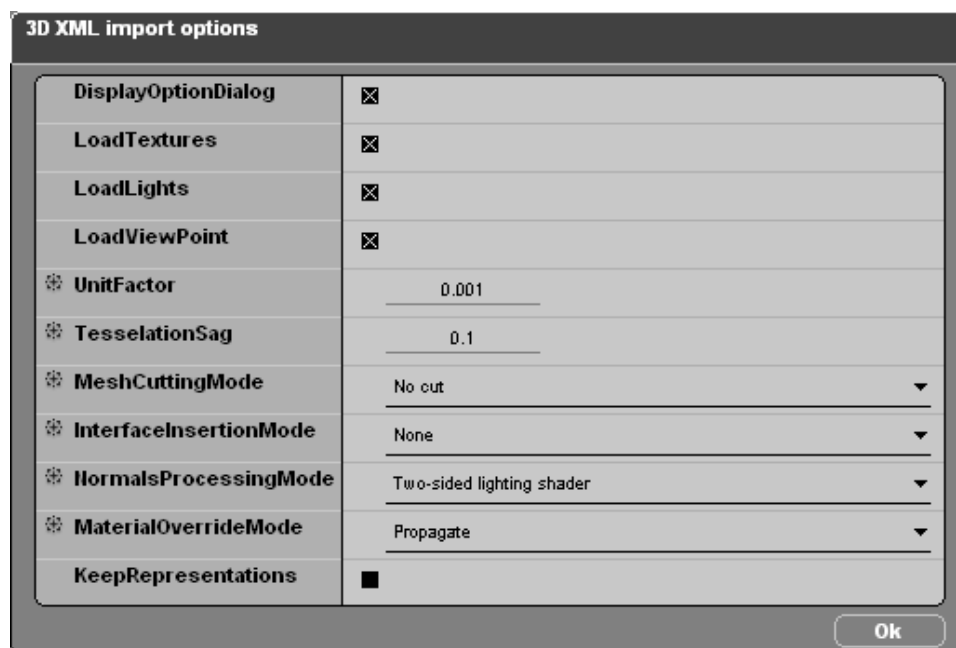 3D XML import options
DisplayOptionDialog
LoadTextures
LoadLights
LoadViewPoint
UnitFactor 0.001
TesselationSag 0.1
MeshCuttingMode No cut
InterfaceInsertionMode None
NormalsProcessingMode Two-sided lighting shader
MaterialOverrideMode Propagate
KeepRepresentations
Ok